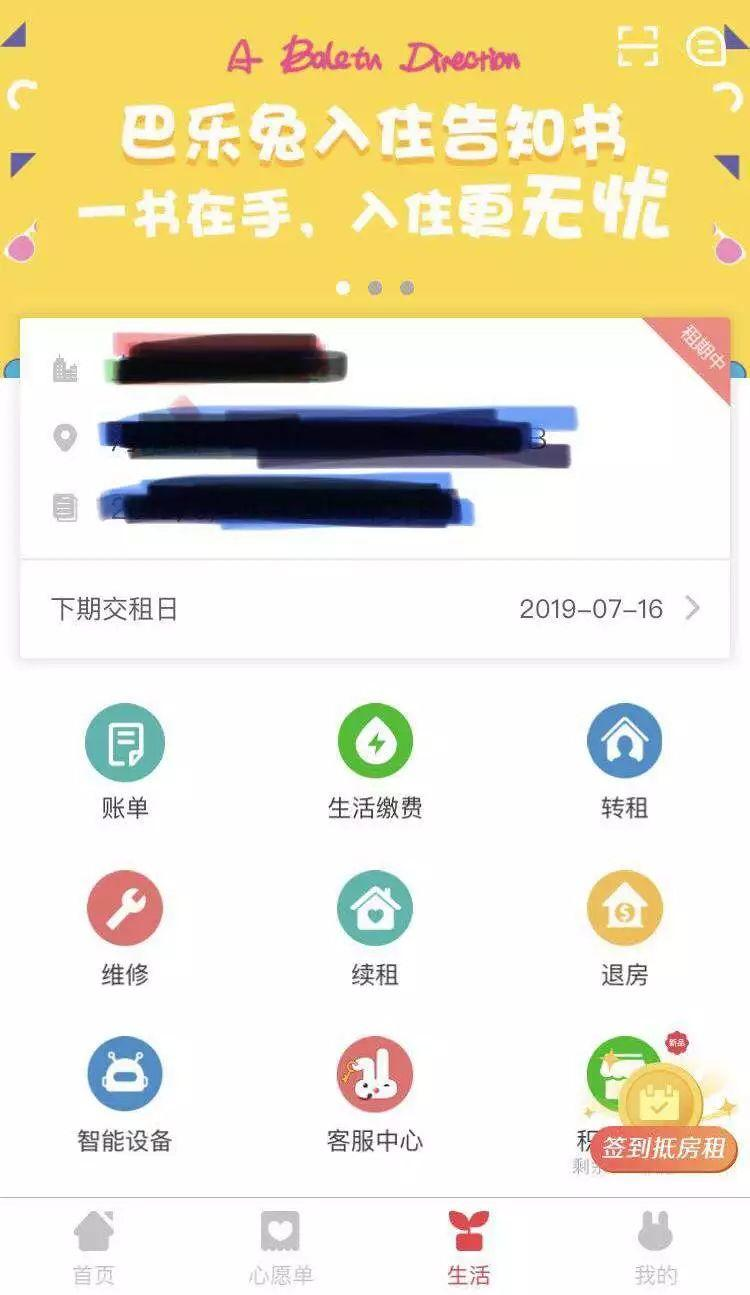 A Baletu Direction
巴乐兔入住告知书
一书在手，入住更无忧
租期中
下期交租日 2019-07-16
账单 生活缴费 转租
维修 续租 退房
新品
智能设备 客服中心 积
签到抵房租
剩
首页 心愿单 生活 我的